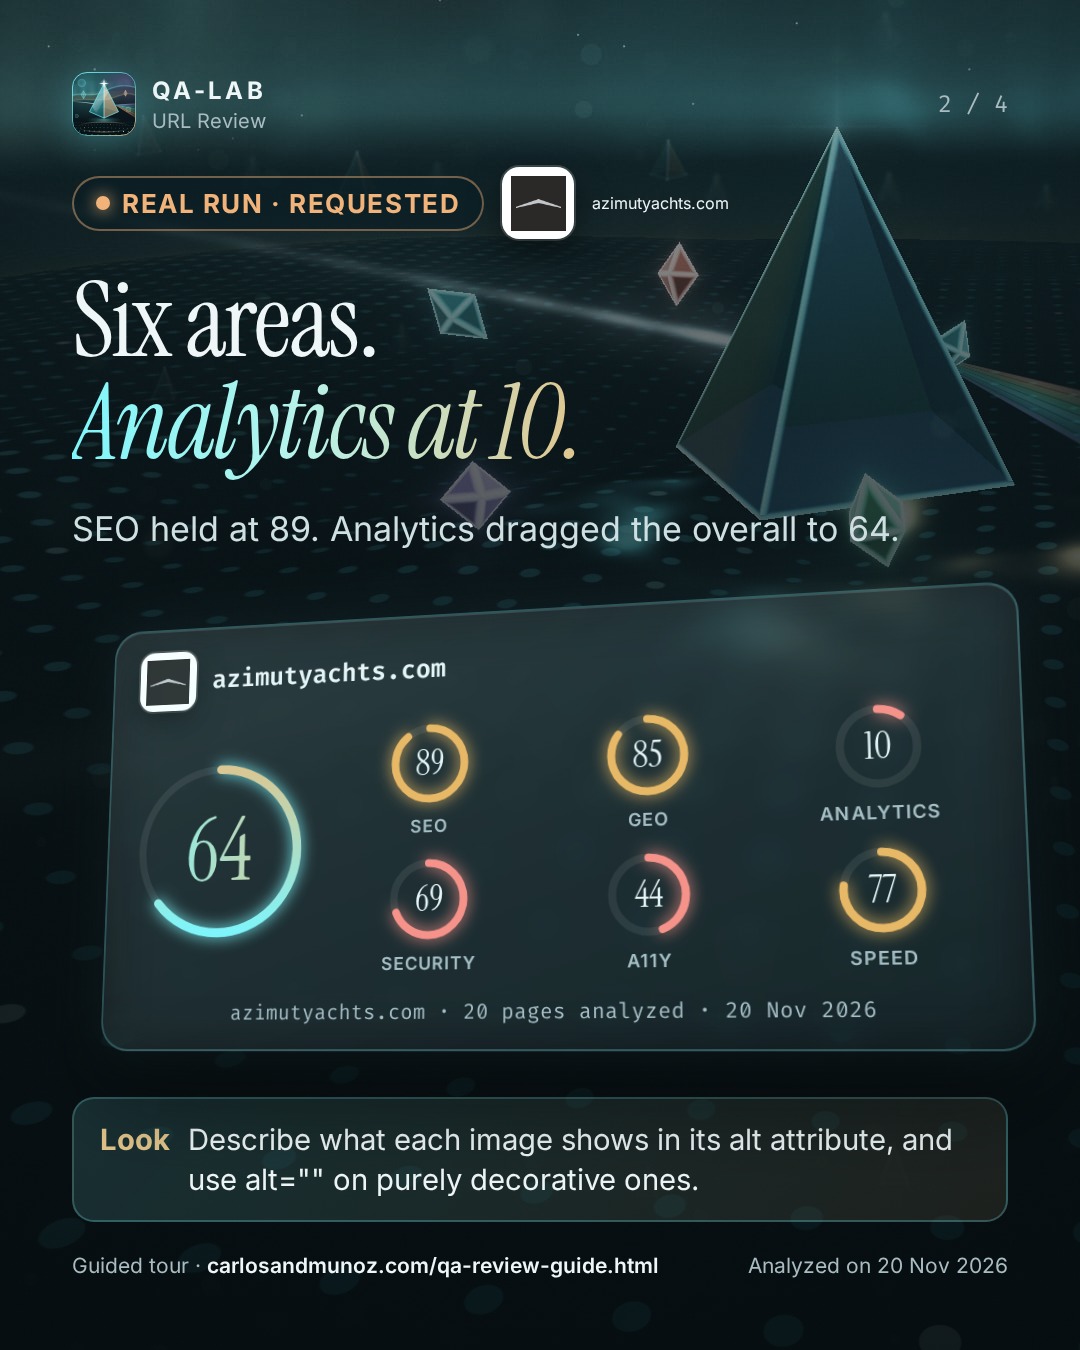 QA-LAB
URL Review
2 / 4
REAL RUN · REQUESTED
azimutyachts.com
Six areas.
Analytics at 10.
SEO held at 89. Analytics dragged the overall to 64.
azimutyachts.com
64
89
SEO
85
GEO
10
ANALYTICS
69
SECURITY
44
A11Y
77
SPEED
azimutyachts.com · 20 pages analyzed · 20 Nov 2026
Look Describe what each image shows in its alt attribute, and
use alt="" on purely decorative ones.
Guided tour · carlosandmunoz.com/qa-review-guide.html
Analyzed on 20 Nov 2026